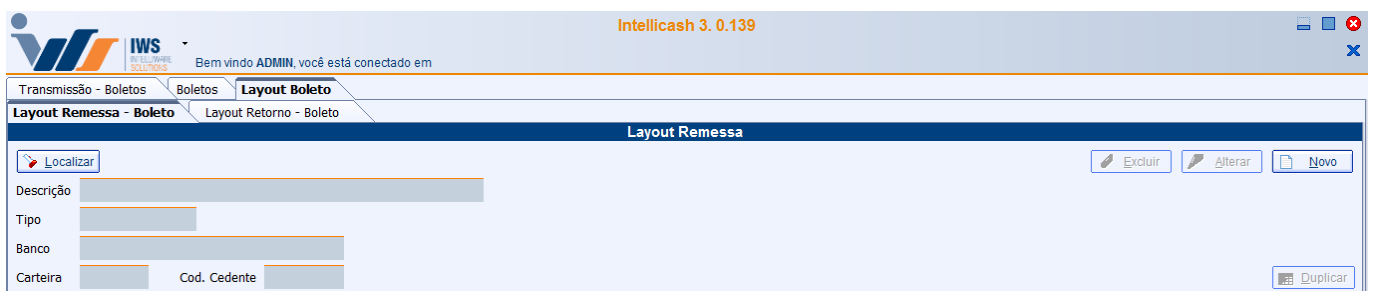 Intellicash 3. 0.139
IWS
INTELLIWARE
SOLUTIONS
Bem vindo ADMIN, você está conectado em
Transmissão - Boletos Boletos Layout Boleto
Layout Remessa - Boleto Layout Retorno - Boleto
Layout Remessa
Localizar Excluir Alterar Novo
Descrição
Tipo
Banco
Carteira Cod. Cedente Duplicar